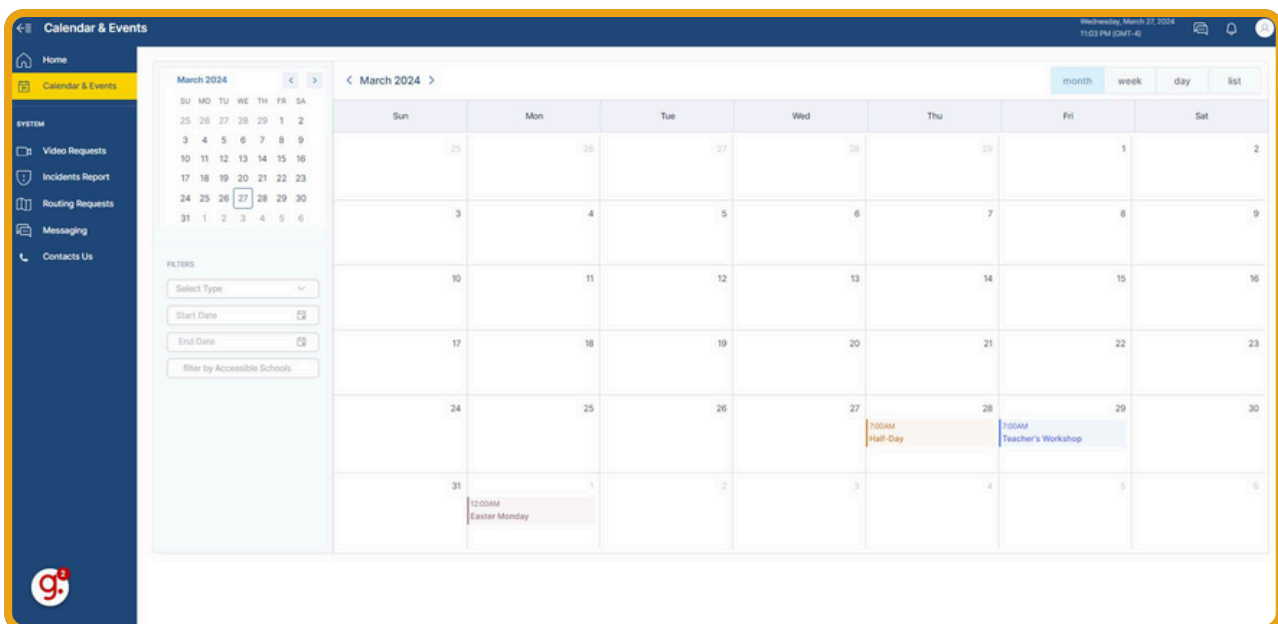 Calendar & Events
Wednesday, March 27, 2024
11:03 PM (GMT-4)
Home
Calendar & Events
SYSTEM
Video Requests
Incidents Report
Routing Requests
Messaging
Contacts Us
g. 2
March 2024 < >
SU MO TU WE TH FR SA
25 26 27 28 29 1 2
3 4 5 6 7 8 9
10 11 12 13 14 15 16
17 18 19 20 21 22 23
24 25 26 27 28 29 30
31 1 2 3 4 5 6
FILTERS
Select Type
Start Date
End Date
filter by Accessible Schools
< March 2024 >
month week day list
Sun Mon Tue Wed Thu Fri Sat
25 26 27 28 29 1 2
3 4 5 6 7 8 9
10 11 12 13 14 15 16
17 18 19 20 21 22 23
24 25 26 27 28 29 30
7:00AM 7:00AM
Half-Day Teacher's Workshop
31 1 2 3 4 5 6
12:00AM
Easter Monday